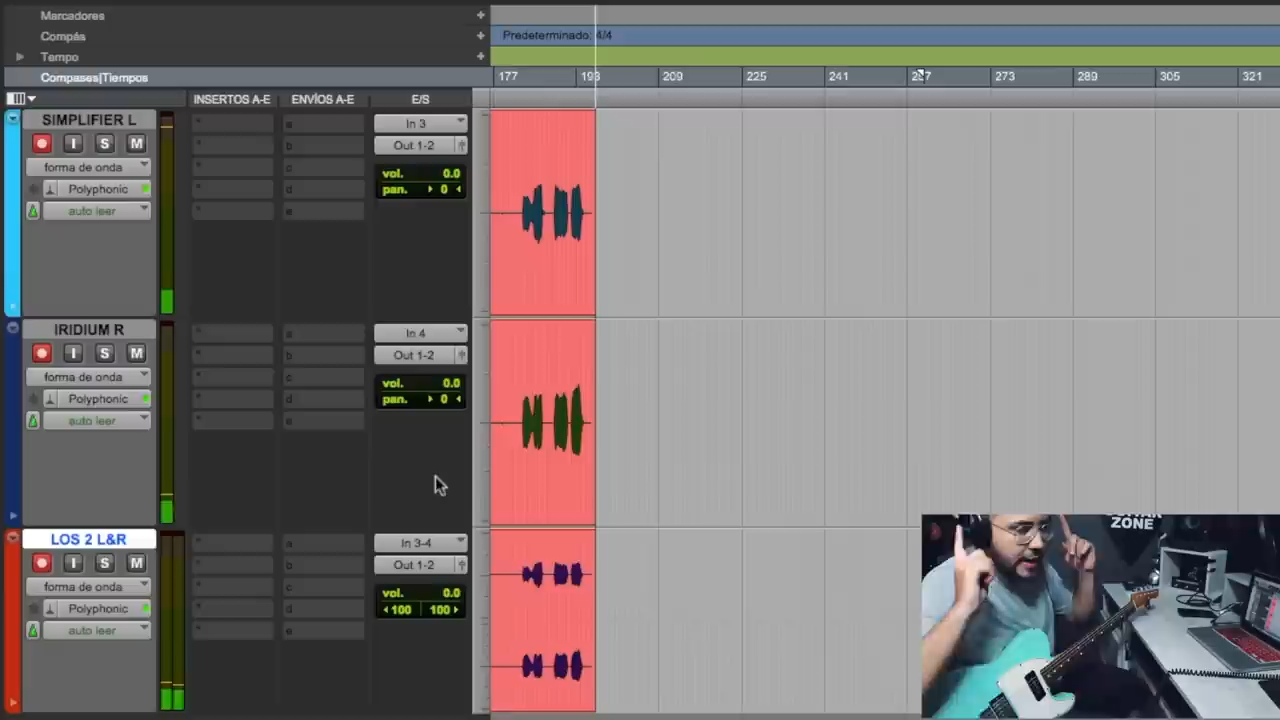 Marcadores +
Compás +
Predeterminado: 4/4
Tempo +
Compases|Tiempos
177 193 209 225 241 257 273 289 305 321
INSERTOS A-E ENVÍOS A-E E/S
SIMPLIFIER L
I S M
forma de onda
Polyphonic
auto leer
a
b
c
d
e
In 3
Out 1-2
vol. 0.0
pan. 0
IRIDIUM R
I S M
forma de onda
Polyphonic
auto leer
a
b
c
d
e
In 4
Out 1-2
vol. 0.0
pan. 0
LOS 2 L&R
I S M
forma de onda
Polyphonic
auto leer
a
b
c
d
e
In 3-4
Out 1-2
vol. 0.0
100 100
ZONE